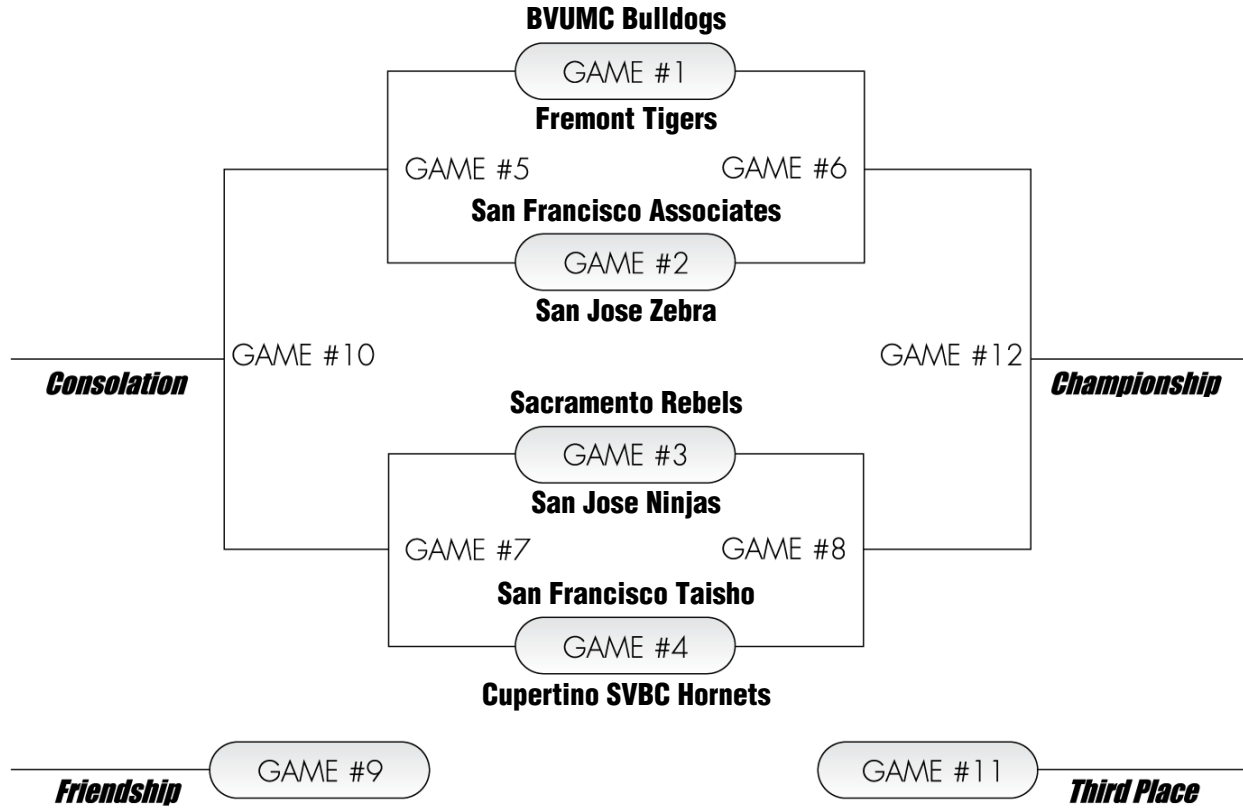 BVUMC Bulldogs
GAME #1
Fremont Tigers
GAME #5
GAME #6
San Francisco Associates
GAME #2
San Jose Zebra
GAME #10
GAME #12
Consolation
Championship
Sacramento Rebels
GAME #3
San Jose Ninjas
GAME #7
GAME #8
San Francisco Taisho
GAME #4
Cupertino SVBC Hornets
GAME #9
GAME #11
Friendship
Third Place